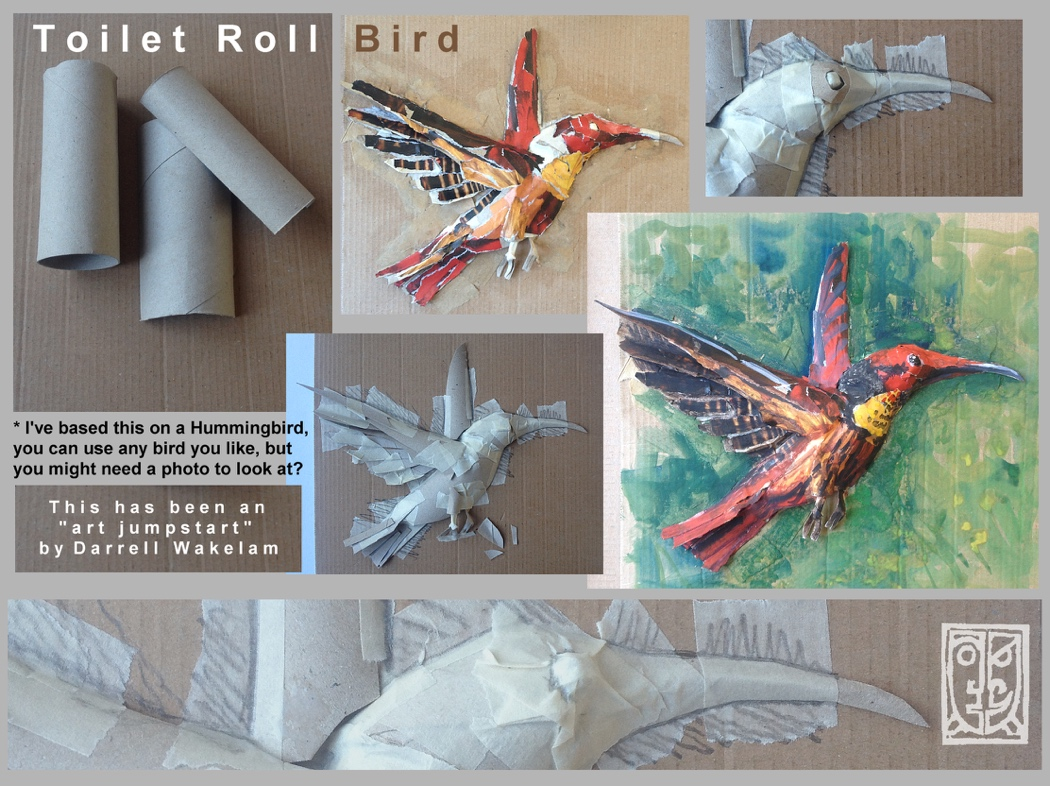 Toilet Roll Bird
* I've based this on a Hummingbird,
you can use any bird you like, but
you might need a photo to look at?
This has been an
"art jumpstart"
by Darrell Wakelam